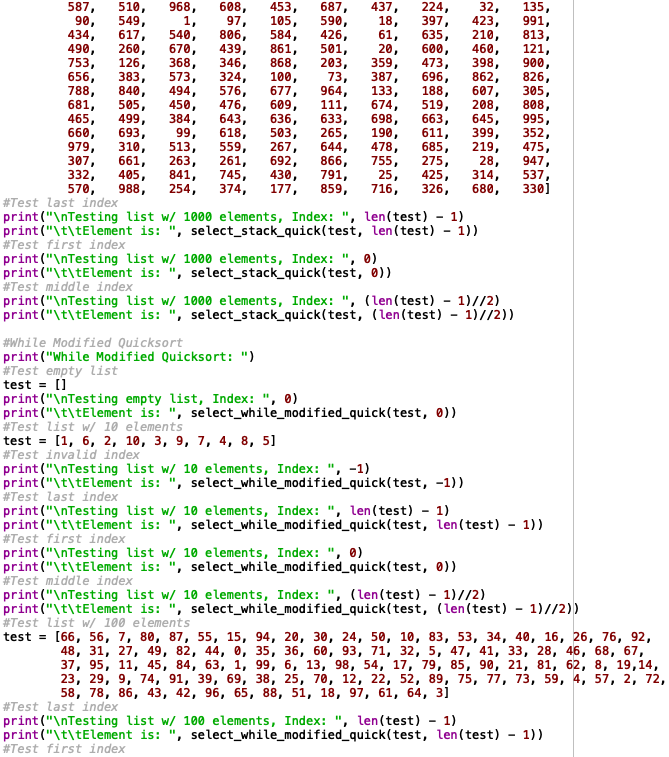 587,   510,   968,   608,   453,   687,   437,   224,    32,   135,
 90,   549,     1,    97,   105,   590,    18,   397,   423,   991,
434,   617,   540,   806,   584,   426,    61,   635,   210,   813,
490,   260,   670,   439,   861,   501,    20,   600,   460,   121,
753,   126,   368,   346,   868,   203,   359,   473,   398,   900,
656,   383,   573,   324,   100,    73,   387,   696,   862,   826,
788,   840,   494,   576,   677,   964,   133,   188,   607,   305,
681,   505,   450,   476,   609,   111,   674,   519,   208,   808,
465,   499,   384,   643,   636,   633,   698,   663,   645,   995,
660,   693,    99,   618,   503,   265,   190,   611,   399,   352,
979,   310,   513,   559,   267,   644,   478,   685,   219,   475,
307,   661,   263,   261,   692,   866,   755,   275,    28,   947,
332,   405,   841,   745,   430,   791,    25,   425,   314,   537,
570,   988,   254,   374,   177,   859,   716,   326,   680,   330]
#Test last index
print("\nTesting list w/ 1000 elements, Index: ", len(test) - 1)
print("\t\tElement is: ", select_stack_quick(test, len(test) - 1))
#Test first index
print("\nTesting list w/ 1000 elements, Index: ", 0)
print("\t\tElement is: ", select_stack_quick(test, 0))
#Test middle index
print("\nTesting list w/ 1000 elements, Index: ", (len(test) - 1)//2)
print("\t\tElement is: ", select_stack_quick(test, (len(test) - 1)//2))
#While Modified Quicksort
print("While Modified Quicksort: ")
#Test empty list
test = []
print("\nTesting empty list, Index: ", 0)
print("\t\tElement is: ", select_while_modified_quick(test, 0))
#Test list w/ 10 elements
test = [1, 6, 2, 10, 3, 9, 7, 4, 8, 5]
#Test invalid index
print("\nTesting list w/ 10 elements, Index: ", -1)
print("\t\tElement is: ", select_while_modified_quick(test, -1))
#Test last index
print("\nTesting list w/ 10 elements, Index: ", len(test) - 1)
print("\t\tElement is: ", select_while_modified_quick(test, len(test) - 1))
#Test first index
print("\nTesting list w/ 10 elements, Index: ", 0)
print("\t\tElement is: ", select_while_modified_quick(test, 0))
#Test middle index
print("\nTesting list w/ 10 elements, Index: ", (len(test) - 1)//2)
print("\t\tElement is: ", select_while_modified_quick(test, (len(test) - 1)//2))
#Test list w/ 100 elements
test = [66, 56, 7, 80, 87, 55, 15, 94, 20, 30, 24, 50, 10, 83, 53, 34, 40, 16, 26, 76, 92,
48, 31, 27, 49, 82, 44, 0, 35, 36, 60, 93, 71, 32, 5, 47, 41, 33, 28, 46, 68, 67,
37, 95, 11, 45, 84, 63, 1, 99, 6, 13, 98, 54, 17, 79, 85, 90, 21, 81, 62, 8, 19,14,
23, 29, 9, 74, 91, 39, 69, 38, 25, 70, 12, 22, 52, 89, 75, 77, 73, 59, 4, 57, 2, 72,
58, 78, 86, 43, 42, 96, 65, 88, 51, 18, 97, 61, 64, 3]
#Test last index
print("\nTesting list w/ 100 elements, Index: ", len(test) - 1)
print("\t\tElement is: ", select_while_modified_quick(test, len(test) - 1))
#Test first index